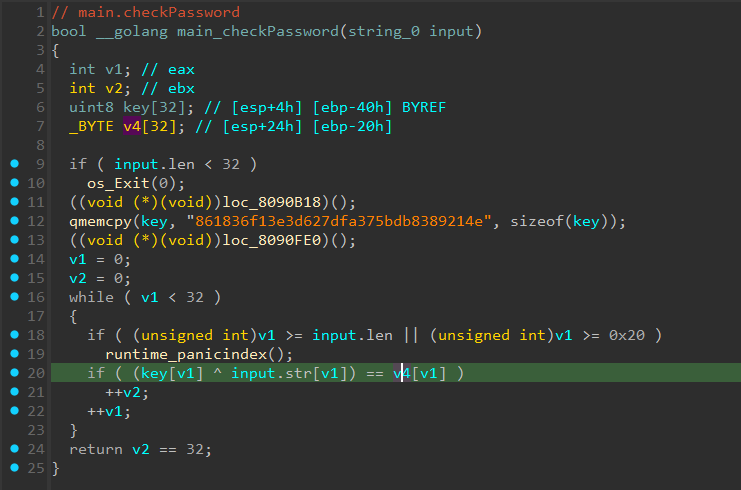 1 // main.checkPassword
2 bool __golang main_checkPassword(string_0 input)
3 {
4 int v1; // eax
5 int v2; // ebx
6 uint8 key[32]; // [esp+4h] [ebp-40h] BYREF
7 _BYTE v4[32]; // [esp+24h] [ebp-20h]
8
9 if ( input.len < 32 )
10 os_Exit(0);
11 ((void (*)(void))loc_8090B18)();
12 qmemcpy(key, "861836f13e3d627dfa375bdb8389214e", sizeof(key));
13 ((void (*)(void))loc_8090FE0)();
14 v1 = 0;
15 v2 = 0;
16 while ( v1 < 32 )
17 {
18 if ( (unsigned int)v1 >= input.len || (unsigned int)v1 >= 0x20 )
19 runtime_panicindex();
20 if ( (key[v1] ^ input.str[v1]) == v4[v1] )
21 ++v2;
22 ++v1;
23 }
24 return v2 == 32;
25 }